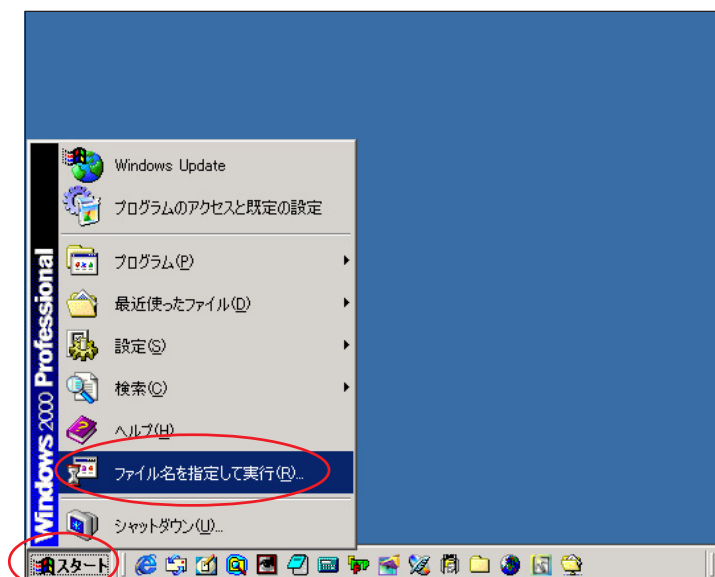 Windows Update
プログラムのアクセスと既定の設定
プログラム(P)
最近使ったファイル(D)
設定(S)
検索(C)
ヘルプ(H)
ファイル名を指定して実行(R)...
シャットダウン(U)...
Windows 2000 Professional
スタート